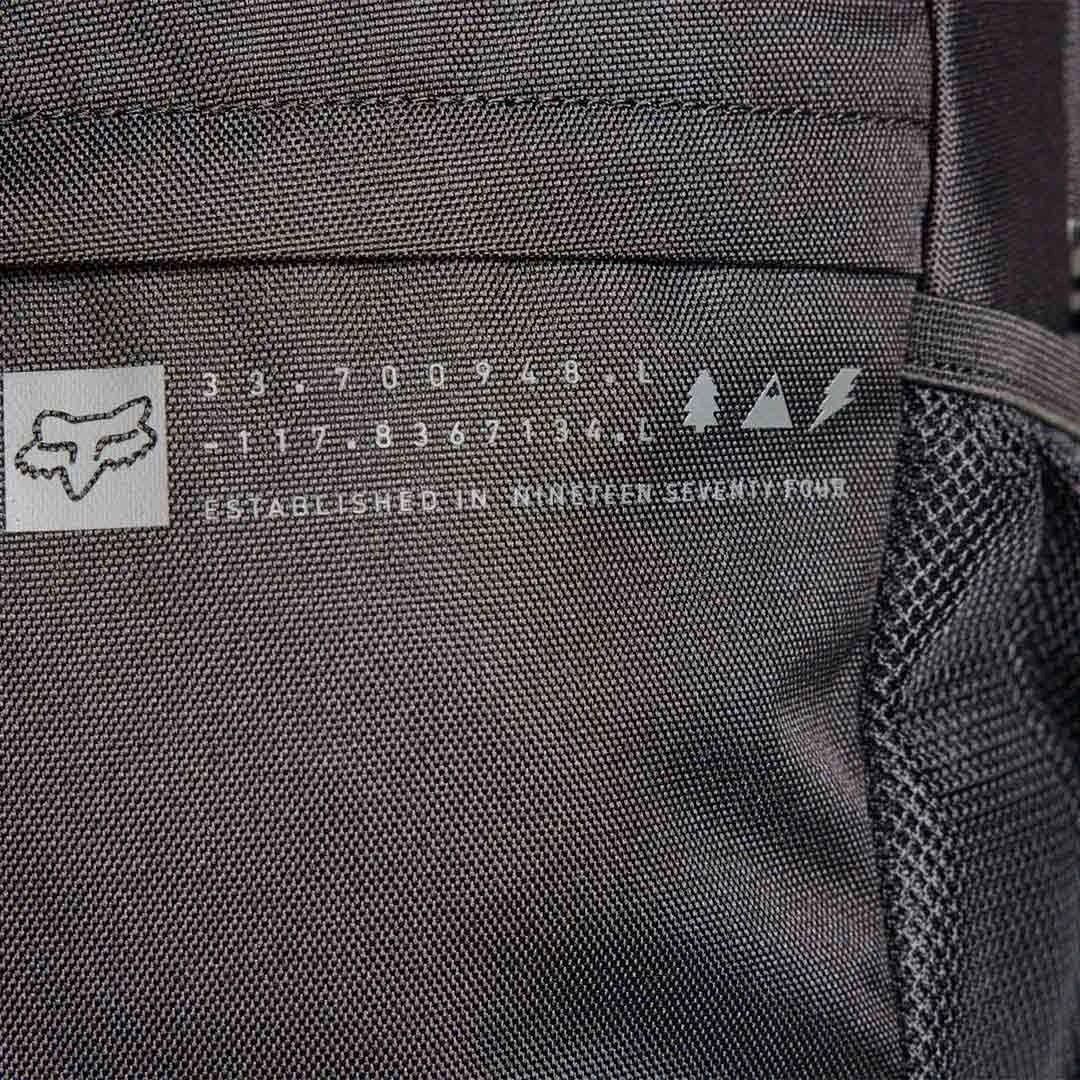 33.700948.L
-117.8367134.L
ESTABLISHED IN NINETEEN SEVENTY FOUR